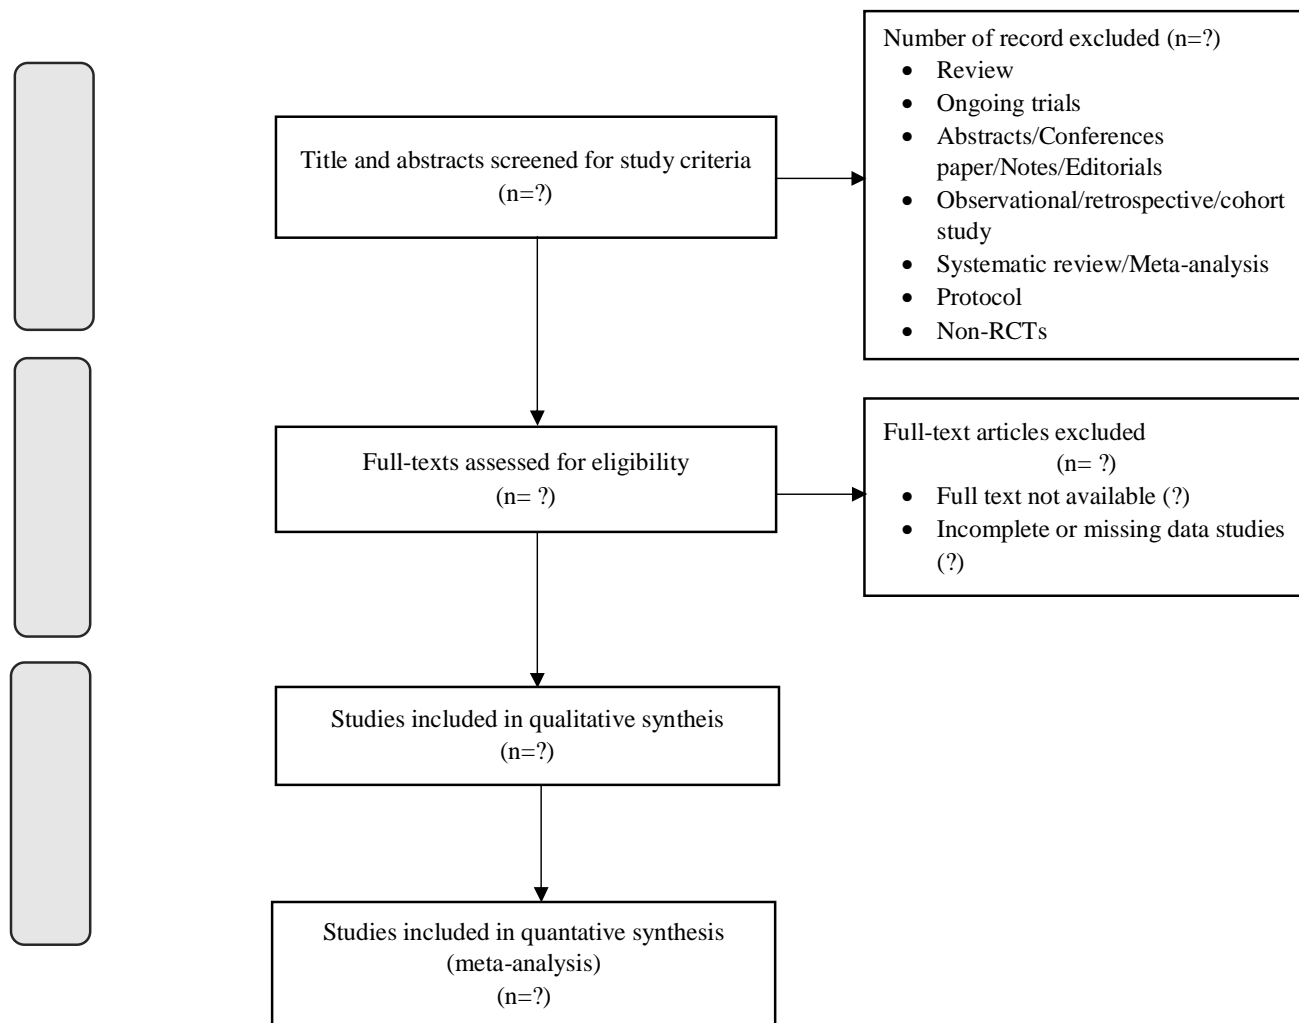 Number of record excluded (n=?)
• Review
• Ongoing trials
• Abstracts/Conferences
paper/Notes/Editorials
• Observational/retrospective/cohort
study
• Systematic review/Meta-analysis
• Protocol
• Non-RCTs
Title and abstracts screened for study criteria
(n=?)
Full-texts assessed for eligibility
(n= ?)
Full-text articles excluded
(n= ?)
• Full text not available (?)
• Incomplete or missing data studies
(?)
Studies included in qualitative syntheis
(n=?)
Studies included in quantative synthesis
(meta-analysis)
(n=?)